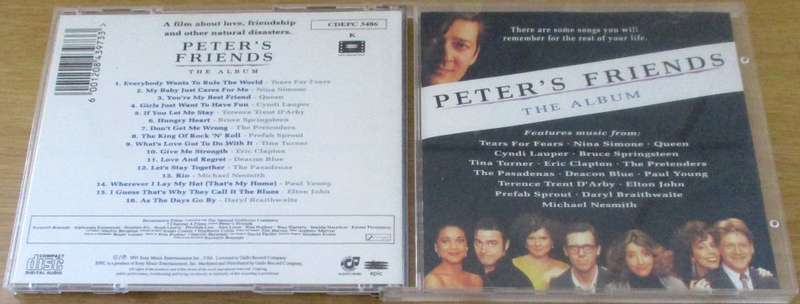 A film about love, friendship
and other natural disasters.
PETER'S
FRIENDS
THE ALBUM
CDEPC 3486
K
6 001208 439733 >
1. Everybody Wants To Rule The World - Tears For Fears
2. My Baby Just Cares For Me - Nina Simone
3. You're My Best Friend - Queen
4. Girls Just Want To Have Fun - Cyndi Lauper
5. If You Let Me Stay - Terence Trent D'Arby
6. Hungry Heart - Bruce Springsteen
7. Don't Get Me Wrong - The Pretenders
8. The King Of Rock 'N' Roll - Prefab Sprout
9. What's Love Got To Do With It - Tina Turner
10. Give Me Strength - Eric Clapton
11. Love And Regret - Deacon Blue
12. Let's Stay Together - The Pasadenas
13. Rio - Michael Nesmith
14. Wherever I Lay My Hat (That's My Home) - Paul Young
15. I Guess That's Why They Call It The Blues - Elton John
16. As The Days Go By - Daryl Braithwaite
COMPACT
disc
DIGITAL AUDIO
epic
There are some songs you will
remember for the rest of your life.
PETER'S FRIENDS
THE ALBUM
Features music from:
Tears For Fears · Nina Simone · Queen
Cyndi Lauper · Bruce Springsteen
Tina Turner · Eric Clapton · The Pretenders
The Pasadenas · Deacon Blue · Paul Young
Terence Trent D'Arby · Elton John
Prefab Sprout · Daryl Braithwaite
Michael Nesmith